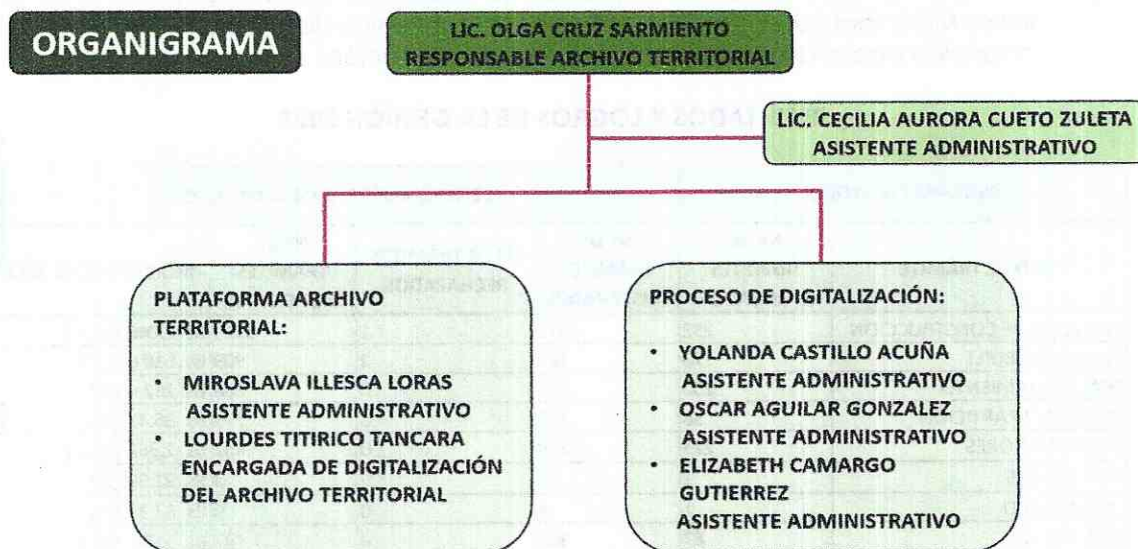 ORGANIGRAMA
LIC. OLGA CRUZ SARMIENTO
RESPONSABLE ARCHIVO TERRITORIAL
LIC. CECILIA AURORA CUETO ZULETA
ASISTENTE ADMINISTRATIVO
PLATAFORMA ARCHIVO
TERRITORIAL:
• MIROSLAVA ILLESCA LORAS
ASISTENTE ADMINISTRATIVO
• LOURDES TITIRICO TANCARA
ENCARGADA DE DIGITALIZACIÓN
DEL ARCHIVO TERRITORIAL
PROCESO DE DIGITALIZACIÓN:
• YOLANDA CASTILLO ACUÑA
ASISTENTE ADMINISTRATIVO
• OSCAR AGUILAR GONZALEZ
ASISTENTE ADMINISTRATIVO
• ELIZABETH CAMARGO
GUTIERREZ
ASISTENTE ADMINISTRATIVO